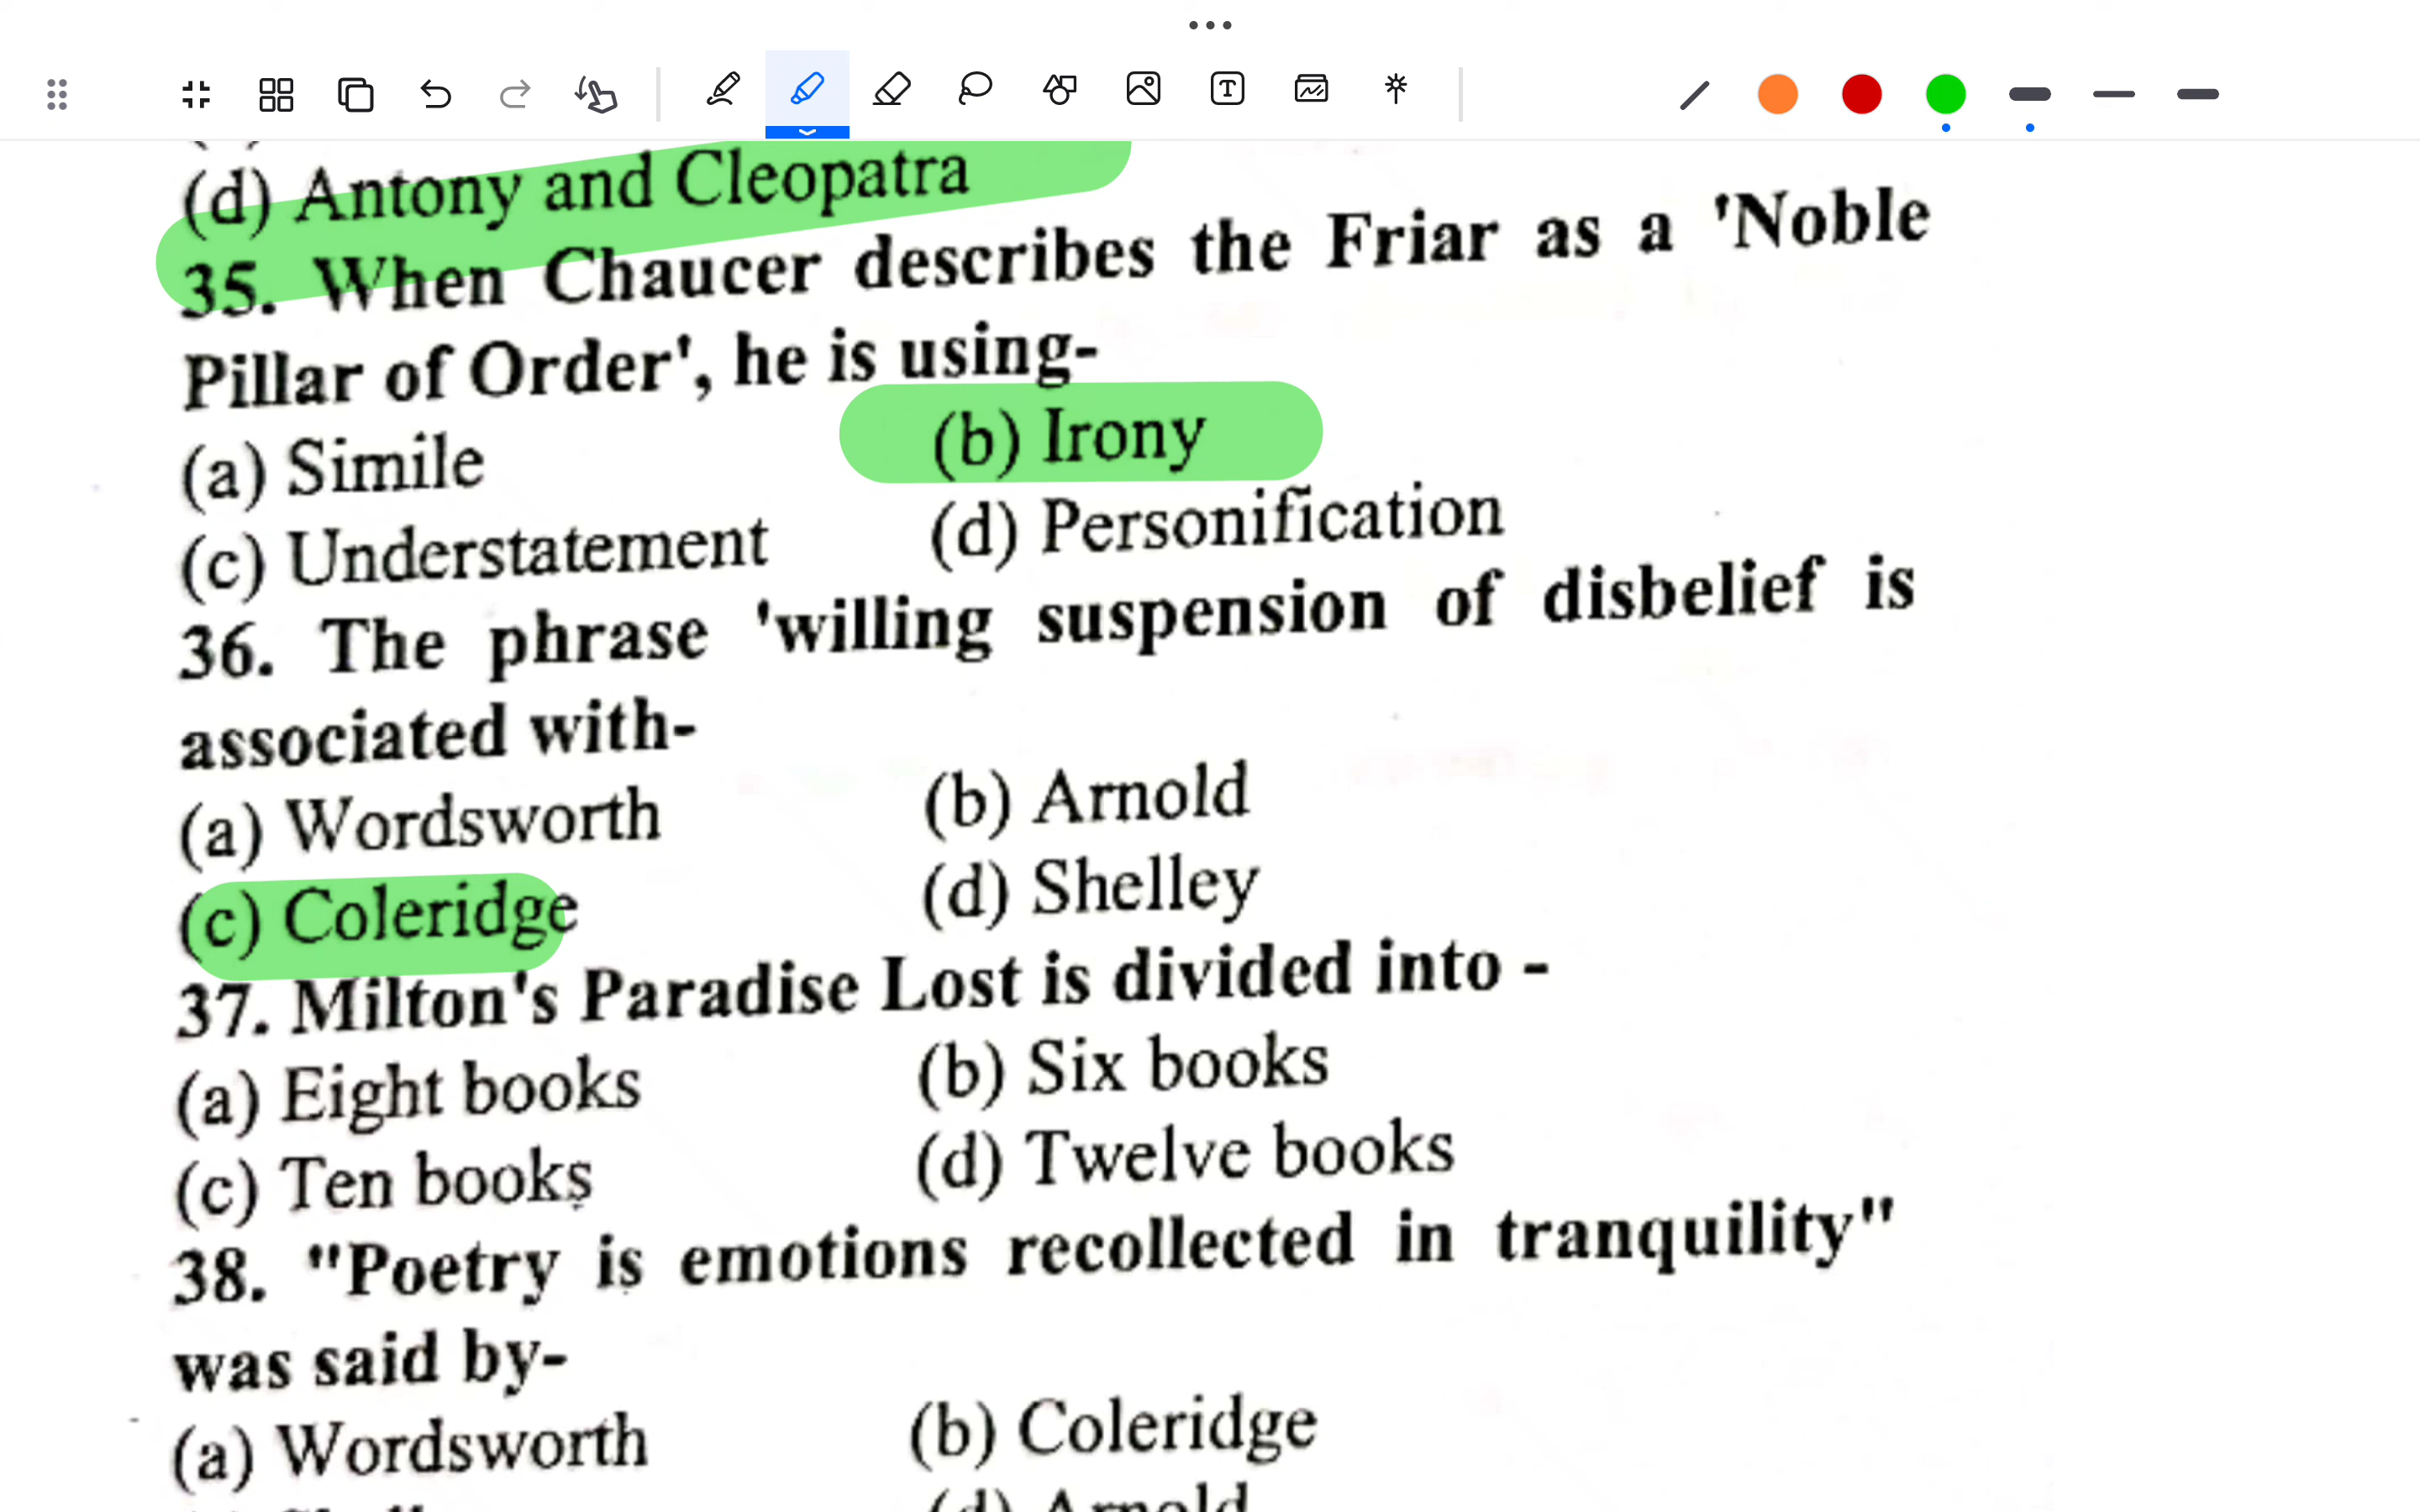 (d) Antony and Cleopatra
35. When Chaucer describes the Friar as a 'Noble
Pillar of Order', he is using-
(a) Simile (b) Irony
(c) Understatement (d) Personification
36. The phrase 'willing suspension of disbelief is
associated with-
(a) Wordsworth (b) Arnold
(c) Coleridge (d) Shelley
37. Milton's Paradise Lost is divided into -
(a) Eight books (b) Six books
(c) Ten books (d) Twelve books
38. "Poetry is emotions recollected in tranquility"
was said by-
(a) Wordsworth (b) Coleridge
(d) Arnold